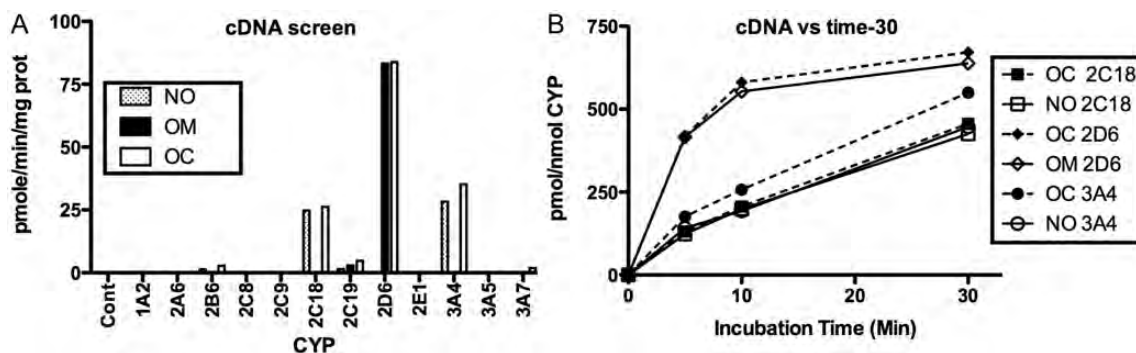 A
cDNA screen
pmole/min/mg prot
100
75
50
25
0
NO
OM
OC
Cont
1A2
2A6
2B6
2C8
2C9
2C18
2C19
2D6
2E1
3A4
3A5
3A7
CYP
B
cDNA vs time-30
pmol/nmol CYP
750
500
250
0
0
10
20
30
Incubation Time (Min)
OC 2C18
NO 2C18
OC 2D6
OM 2D6
OC 3A4
NO 3A4